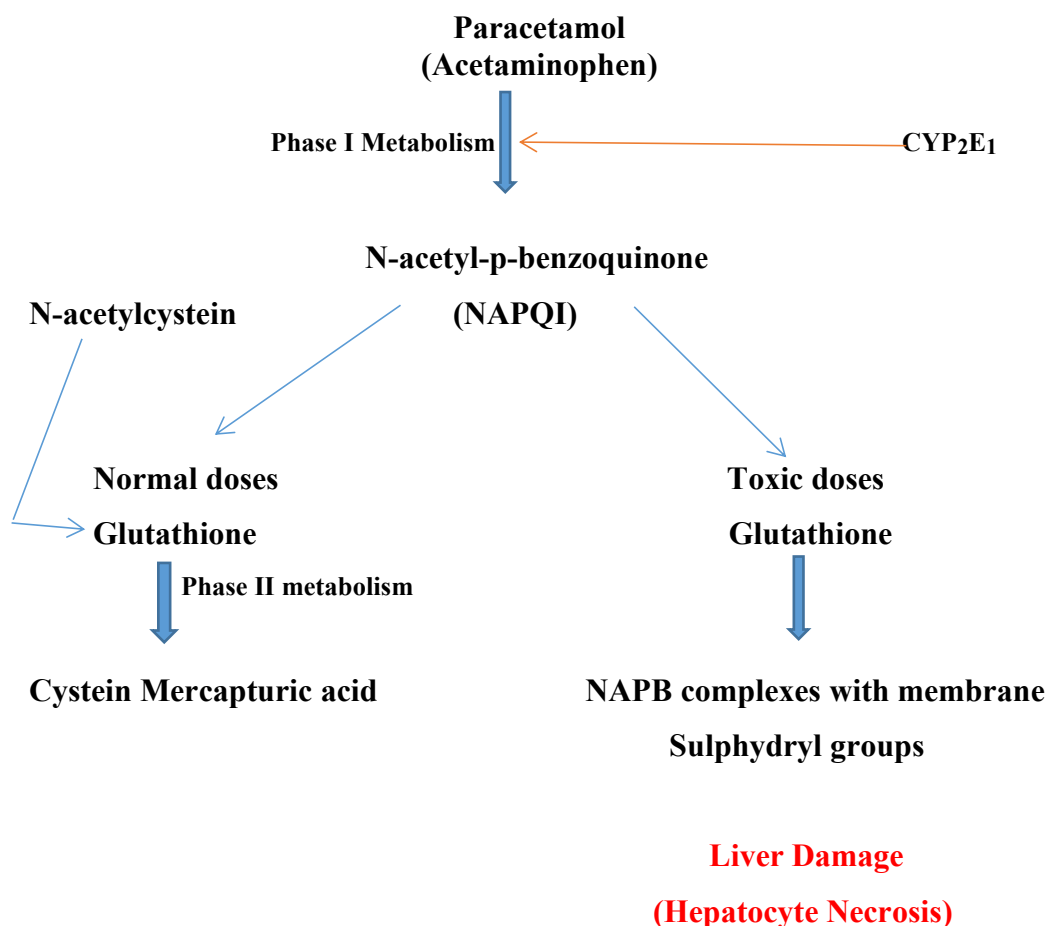 Paracetamol
(Acetaminophen)
Phase I Metabolism
CYP2E1
N-acetyl-p-benzoquinone
N-acetylcystein
(NAPQI)
Normal doses
Toxic doses
Glutathione
Glutathione
Phase II metabolism
Cystein Mercapturic acid
NAPB complexes with membrane
Sulphydryl groups
Liver Damage
(Hepatocyte Necrosis)